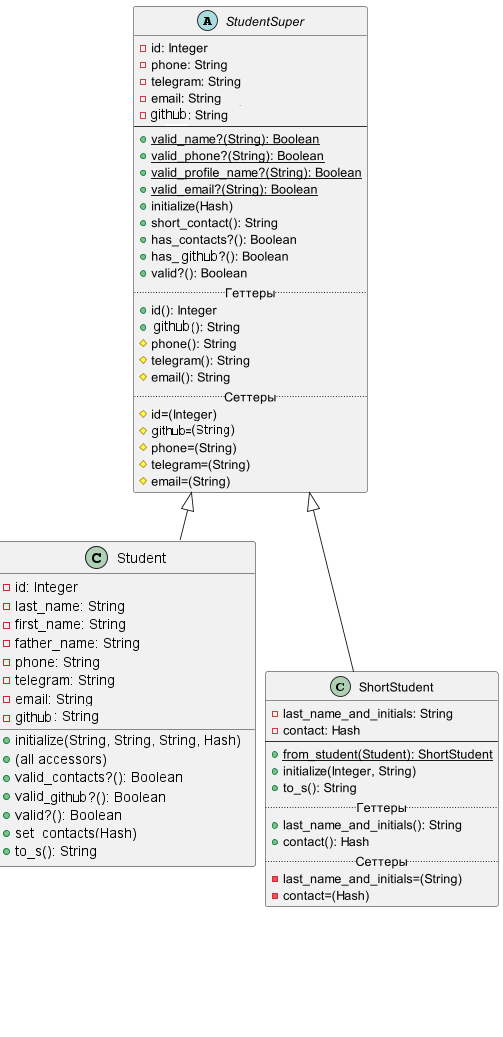 A StudentSuper
id: Integer
phone: String
telegram: String
email: String
github: String
valid_name?(String): Boolean
valid_phone?(String): Boolean
valid_profile_name?(String): Boolean
valid_email?(String): Boolean
initialize(Hash)
short_contact(): String
has_contacts?(): Boolean
has_ github?(): Boolean
valid?(): Boolean
Геттеры
id(): Integer
github(): String
phone(): String
telegram(): String
email(): String
Сеттеры
id=(Integer)
github=(String)
phone=(String)
telegram=(String)
email=(String)
C Student
id: Integer
last_name: String
first_name: String
father_name: String
phone: String
telegram: String
email: String
github: String
initialize(String, String, String, Hash)
(all accessors)
valid_contacts?(): Boolean
valid_github?(): Boolean
valid?(): Boolean
set_contacts(Hash)
to_s(): String
C ShortStudent
last_name_and_initials: String
contact: Hash
from_student(Student): ShortStudent
initialize(Integer, String)
to_s(): String
Геттеры
last_name_and_initials(): String
contact(): Hash
Сеттеры
last_name_and_initials=(String)
contact=(Hash)